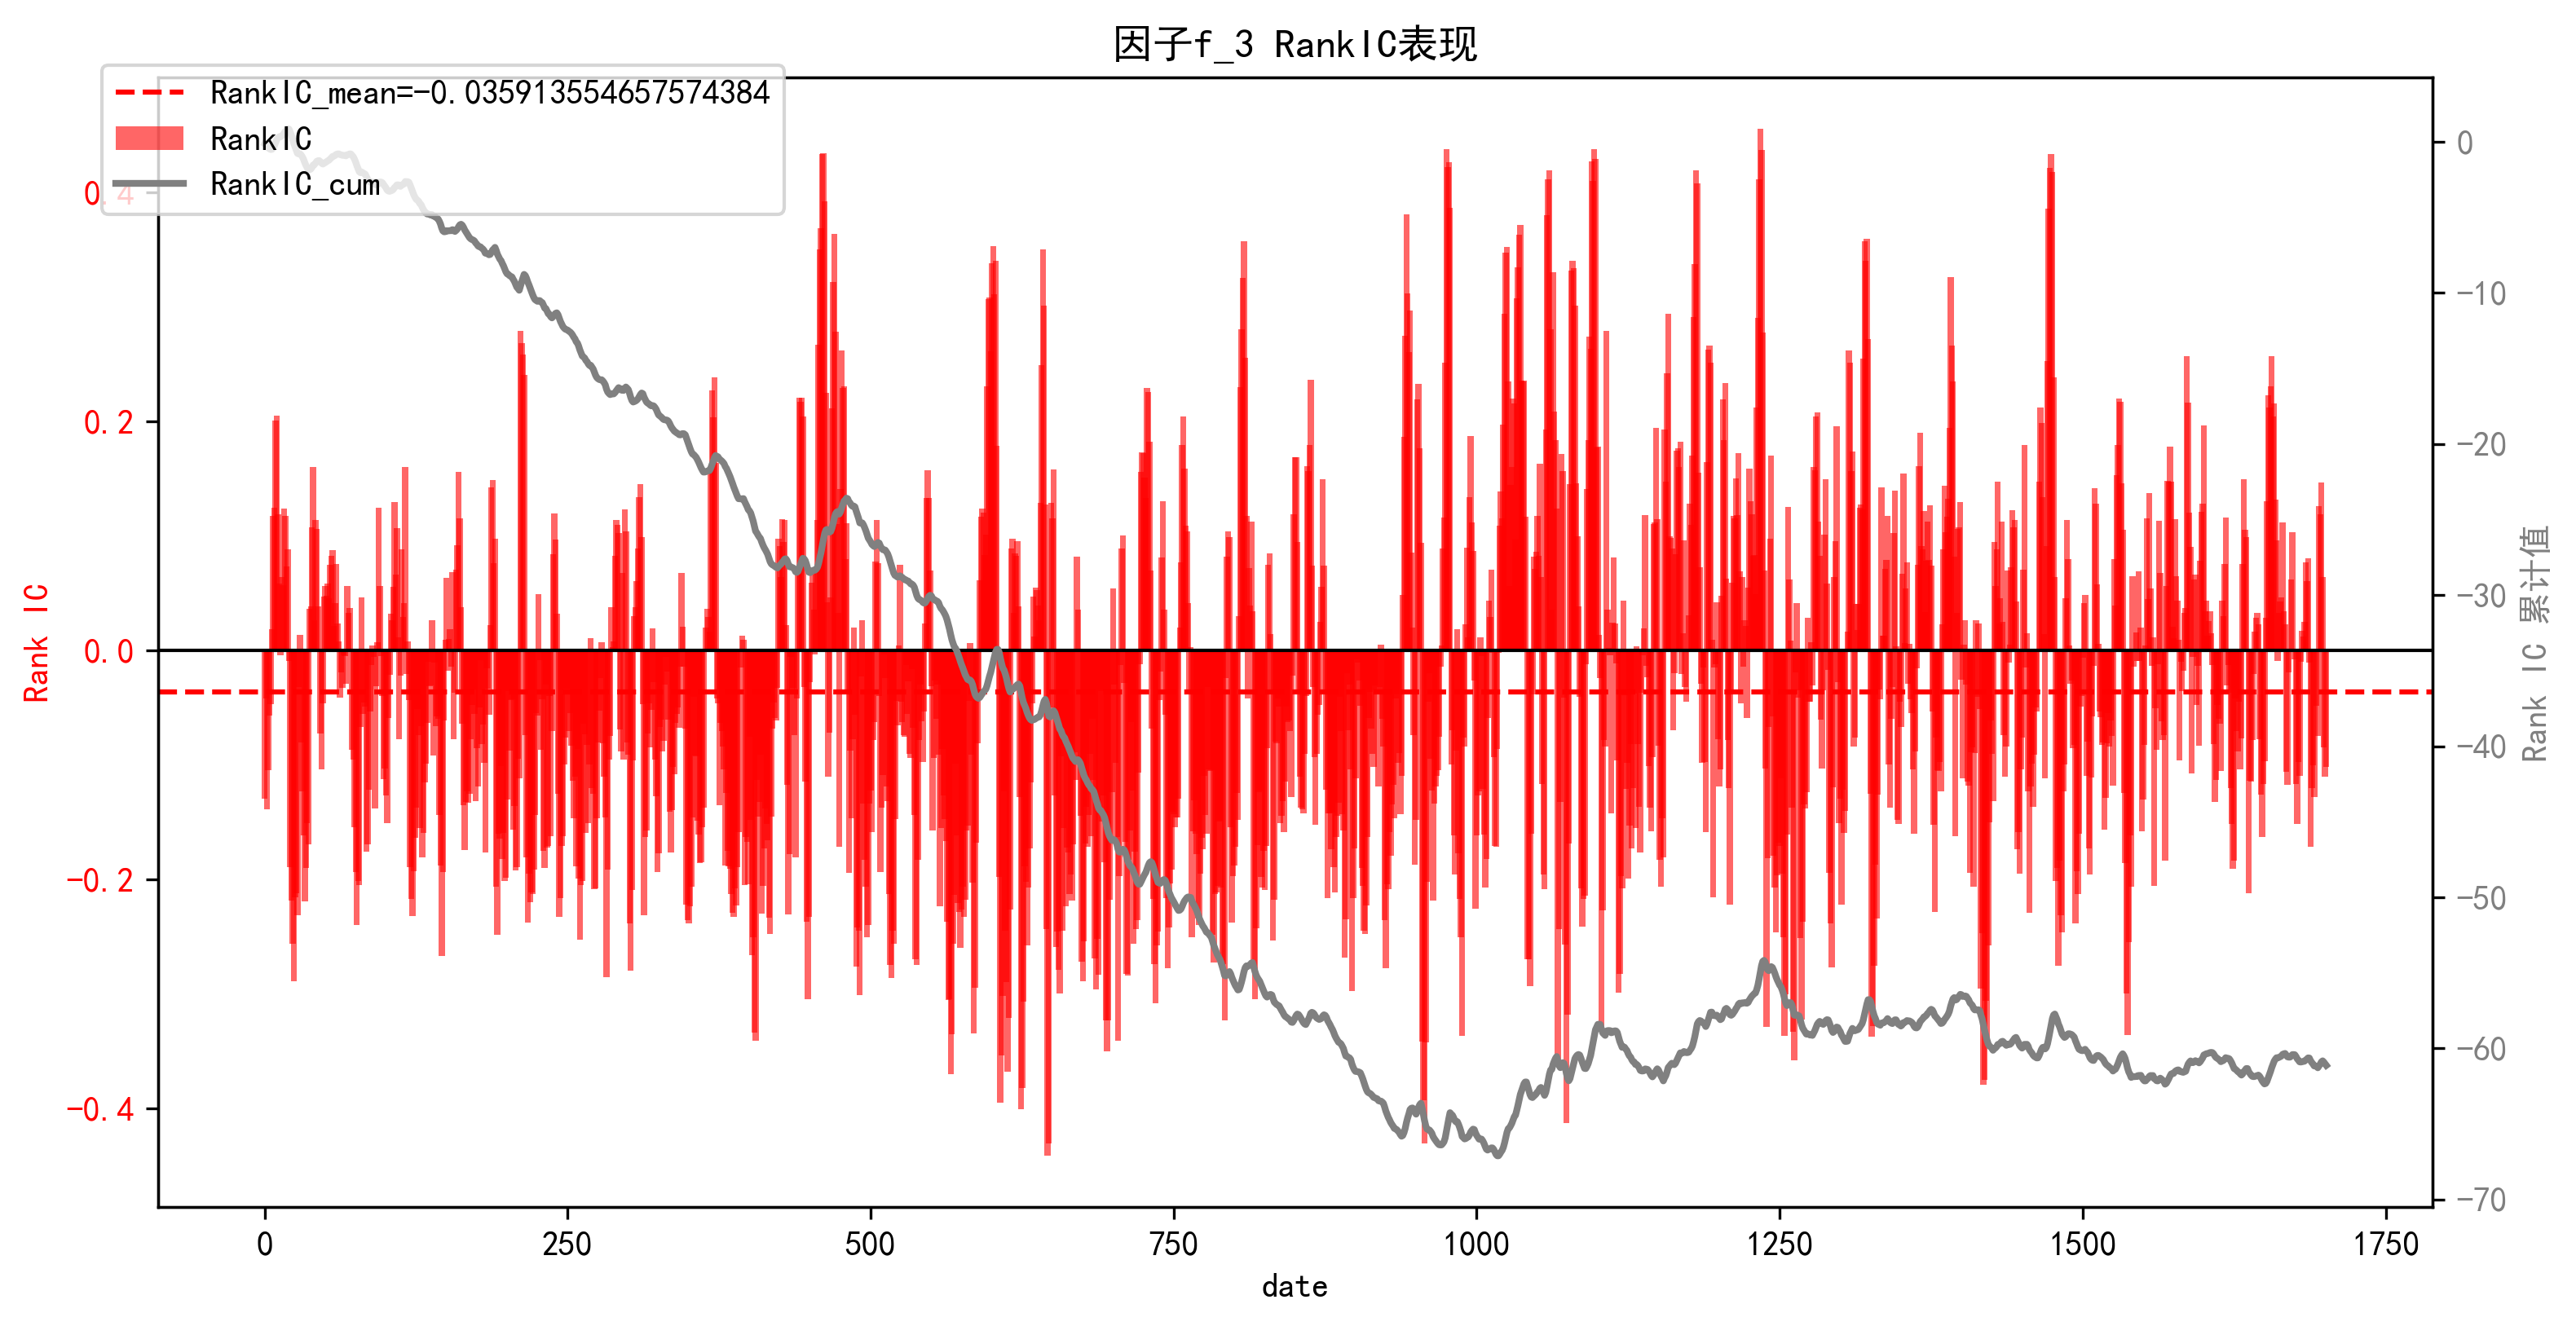 因子f_3 RankIC表现
RankIC_mean=-0.035913554657574384
RankIC
RankIC_cum
0.4
0.2
0.0
−0.2
−0.4
Rank IC
0
−10
−20
−30
−40
−50
−60
−70
Rank IC 累计值
0 250 500 750 1000 1250 1500 1750
date